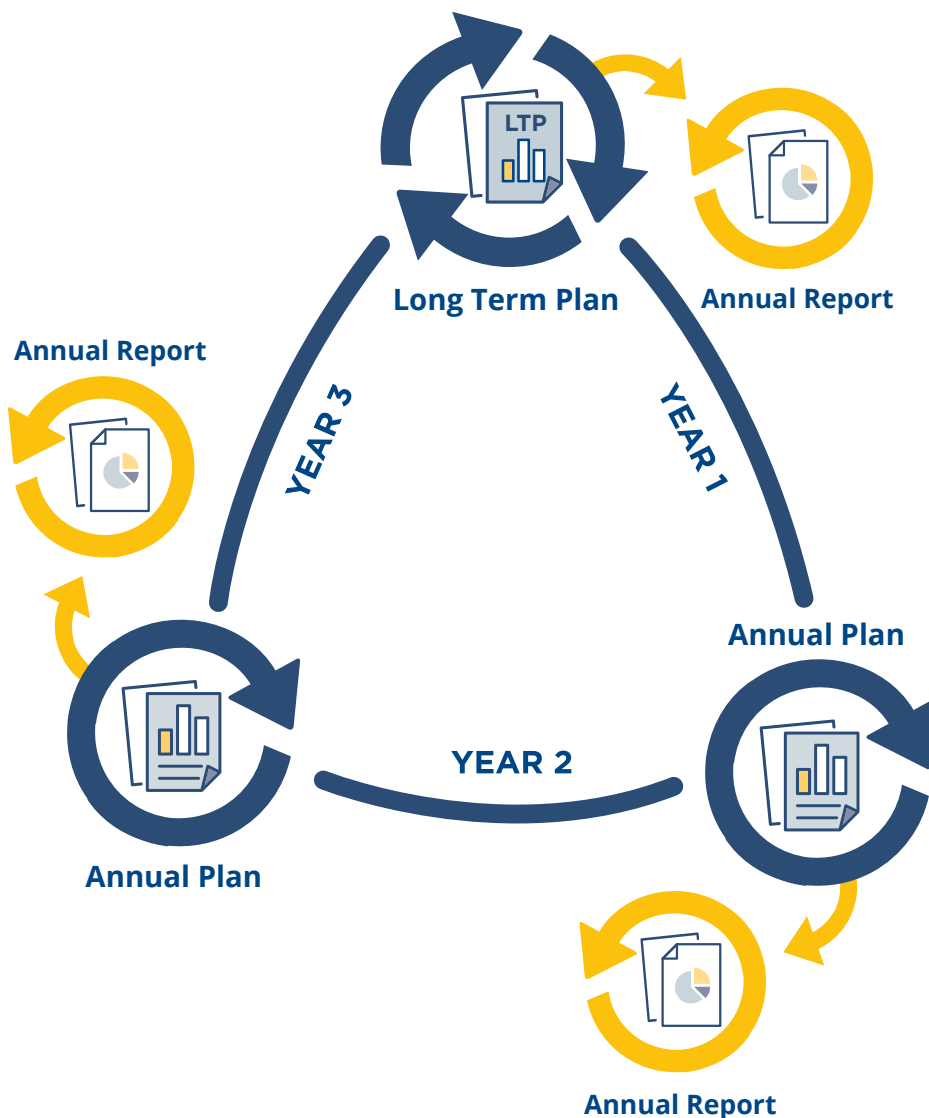 LTP
Long Term Plan
Annual Report
Annual Report
YEAR 3
YEAR 1
Annual Plan
YEAR 2
Annual Plan
Annual Report